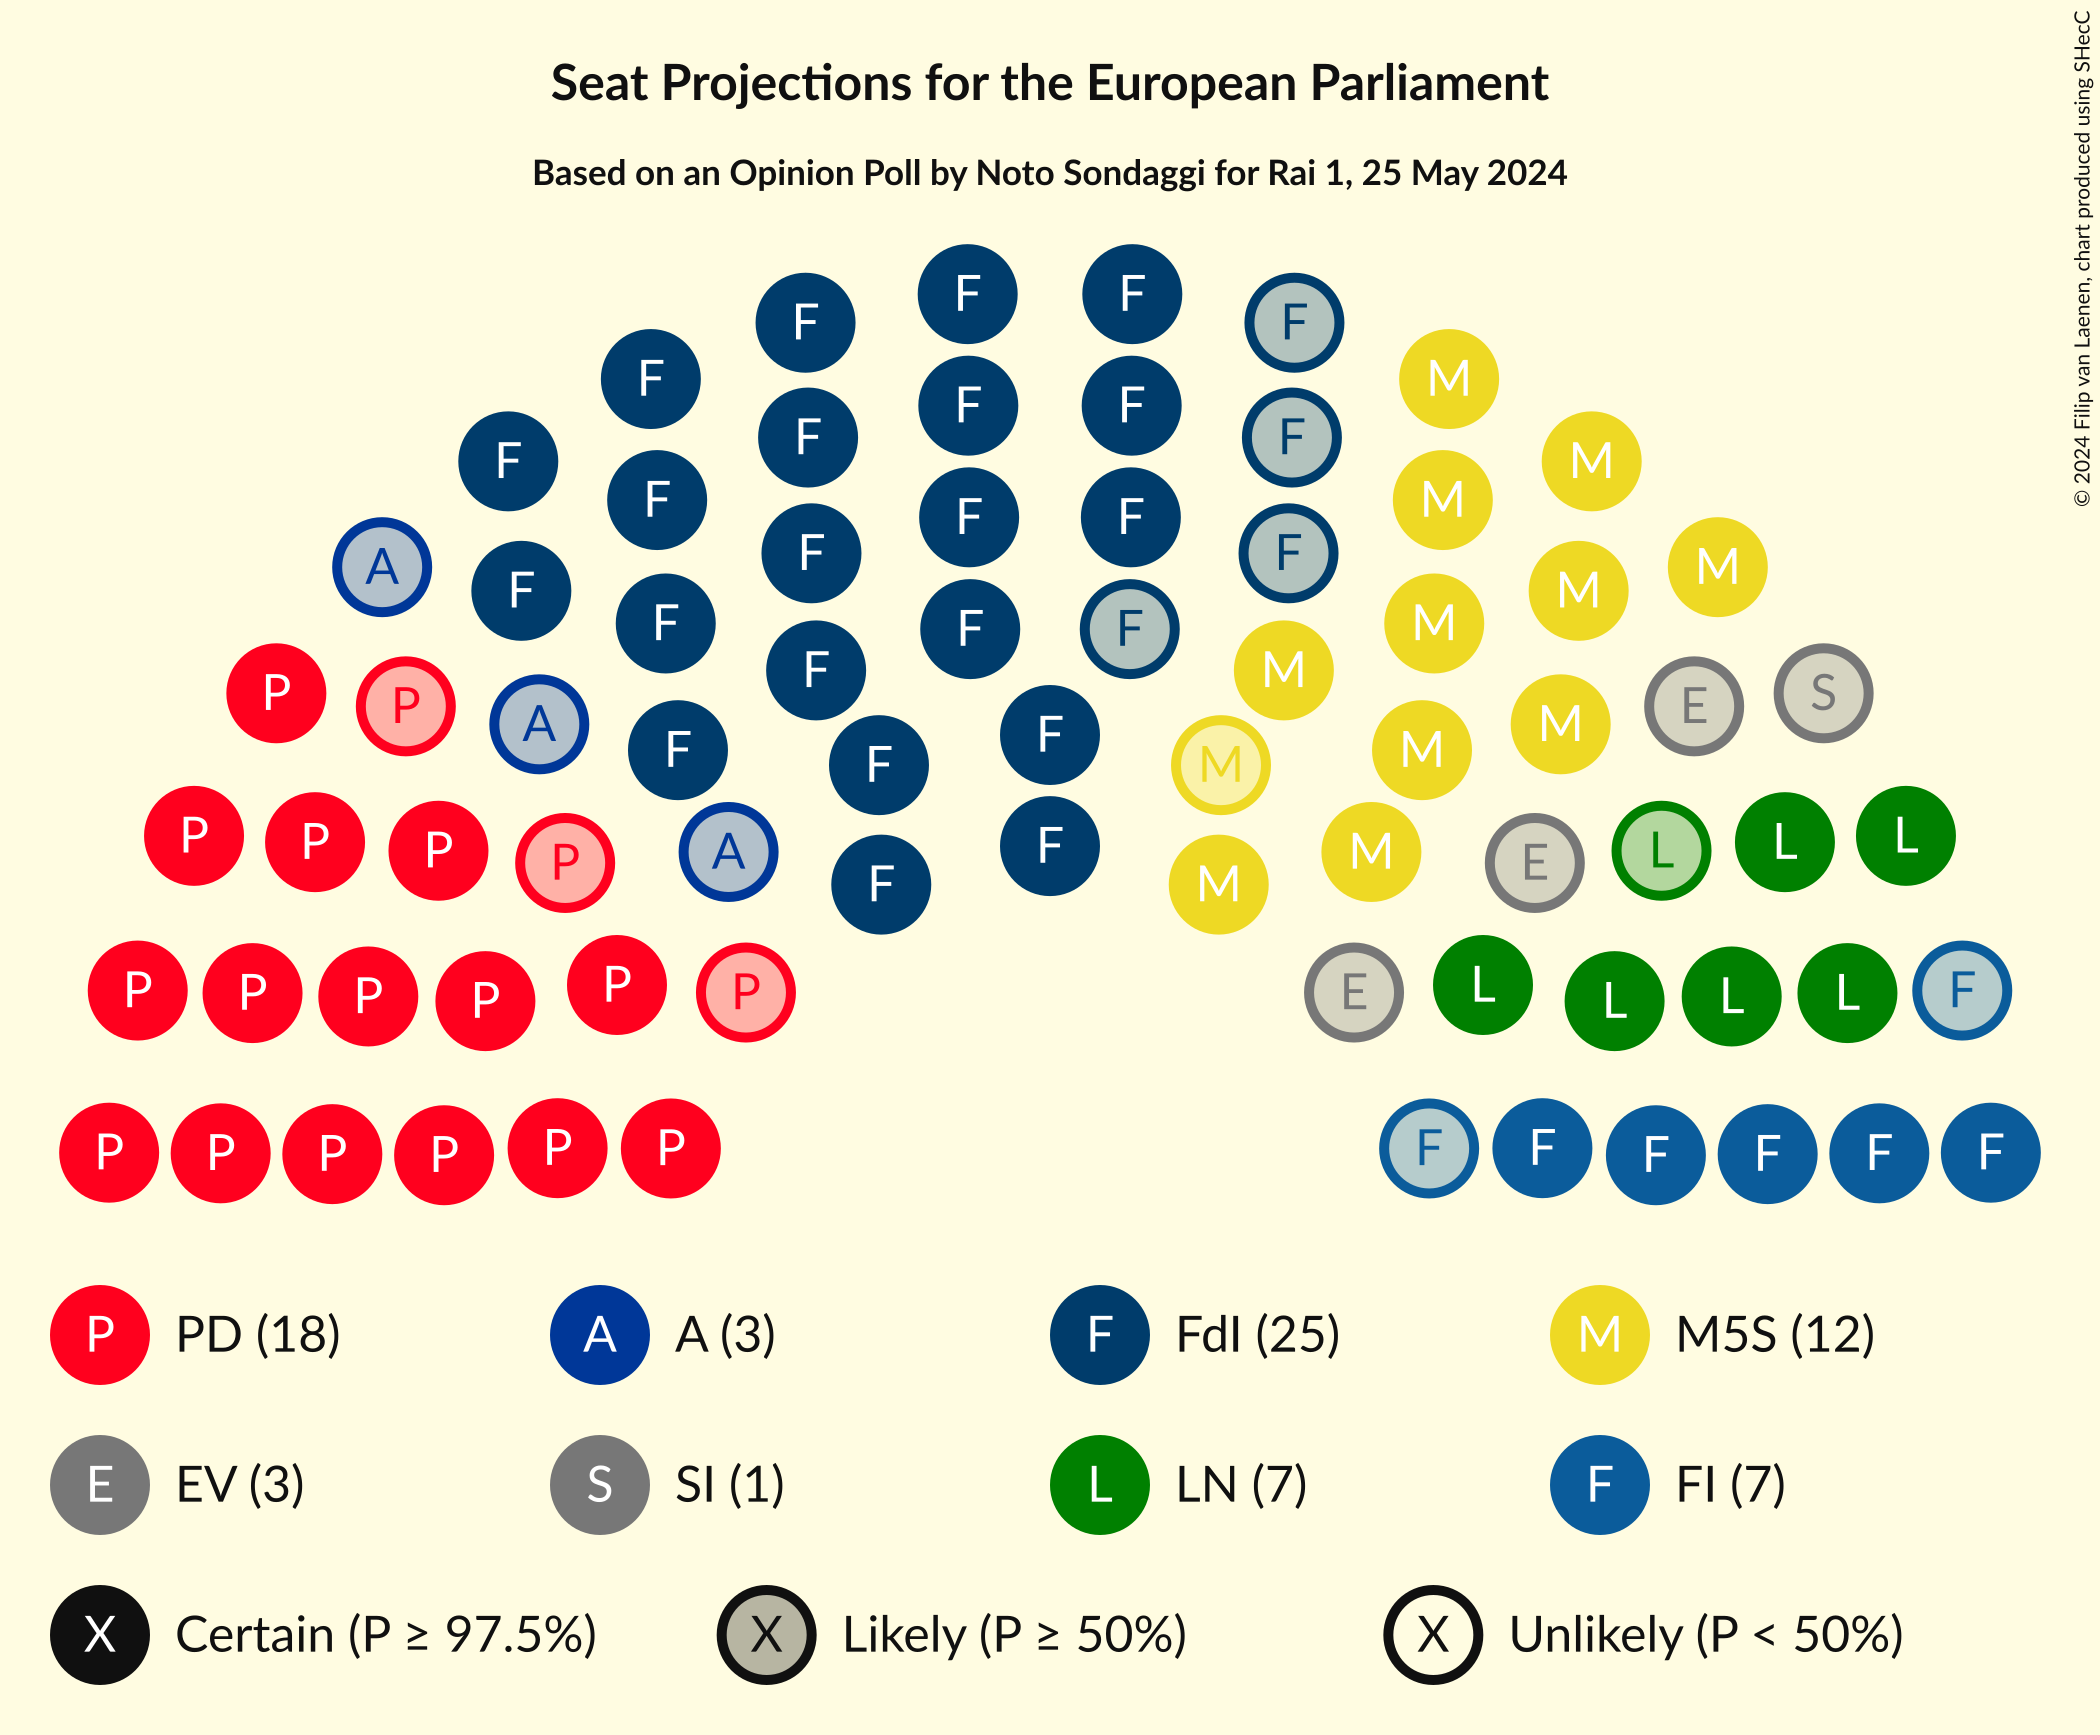 Seat Projections for the European Parliament
Based on an Opinion Poll by Noto Sondaggi for Rai 1, 25 May 2024
© 2024 Filip van Laenen, chart produced using SHecC
F F
F F
F F
F F
F M
F F
F M
F M
F F
F M
A M
F F
F M
F F
F M
P P A F F M M E S
F F M
P P P P A F F M M E L L L
P P P P P P E L L L L F
P P P P P P F F F F F F
P PD (18) A A (3) F FdI (25) M M5S (12)
E EV (3) S SI (1) L LN (7) F FI (7)
X Certain (P ≥ 97.5%) X Likely (P ≥ 50%) X Unlikely (P < 50%)